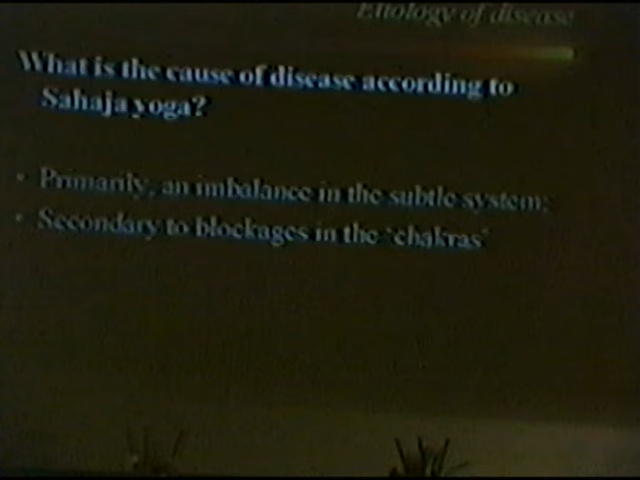 Etiology of disease
What is the cause of disease according to
Sahaja yoga?
• Primarily, an imbalance in the subtle system;
• Secondary to blockages in the 'chakras'